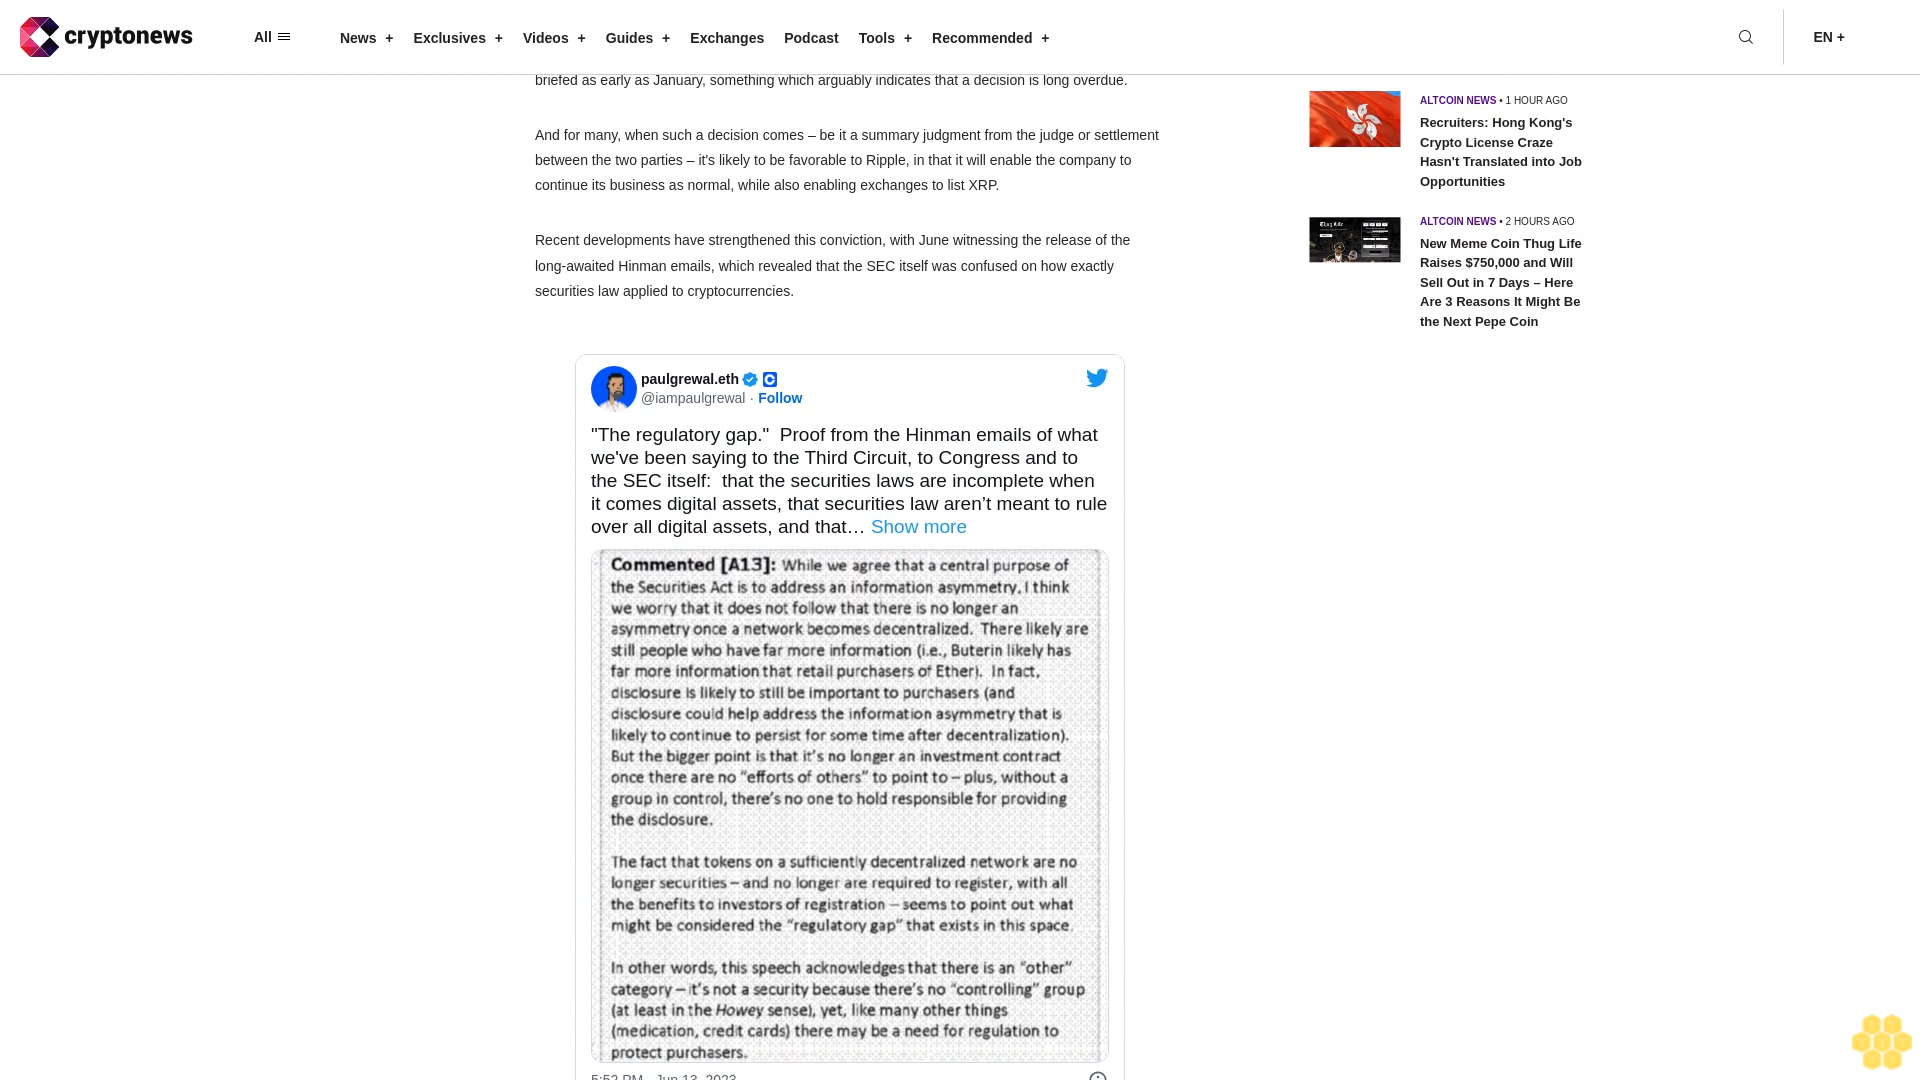 cryptonews
All
News +
Exclusives +
Videos +
Guides +
Exchanges
Podcast
Tools +
Recommended +
EN +
briefed as early as January, something which arguably indicates that a decision is long overdue.
And for many, when such a decision comes – be it a summary judgment from the judge or settlement
between the two parties – it's likely to be favorable to Ripple, in that it will enable the company to
continue its business as normal, while also enabling exchanges to list XRP.
Recent developments have strengthened this conviction, with June witnessing the release of the
long-awaited Hinman emails, which revealed that the SEC itself was confused on how exactly
securities law applied to cryptocurrencies.
paulgrewal.eth
@iampaulgrewal · Follow
"The regulatory gap."  Proof from the Hinman emails of what
we've been saying to the Third Circuit, to Congress and to
the SEC itself:  that the securities laws are incomplete when
it comes digital assets, that securities law aren’t meant to rule
over all digital assets, and that… Show more
Commented [A13]: While we agree that a central purpose of
the Securities Act is to address an information asymmetry, I think
we worry that it does not follow that there is no longer an
asymmetry once a network becomes decentralized.  There likely are
still people who have far more information (i.e., Buterin likely has
far more information that retail purchasers of Ether).  In fact,
disclosure is likely to still be important to purchasers (and
disclosure could help address the information asymmetry that is
likely to continue to persist for some time after decentralization).
But the bigger point is that it’s no longer an investment contract
once there are no “efforts of others” to point to – plus, without a
group in control, there’s no one to hold responsible for providing
the disclosure.
The fact that tokens on a sufficiently decentralized network are no
longer securities – and no longer are required to register, with all
the benefits to investors of registration – seems to point out what
might be considered the “regulatory gap” that exists in this space.
In other words, this speech acknowledges that there is an “other”
category – it’s not a security because there’s no “controlling” group
(at least in the Howey sense), yet, like many other things
(medication, credit cards) there may be a need for regulation to
protect purchasers.
5:52 PM · Jun 13, 2023
ALTCOIN NEWS • 1 HOUR AGO
Recruiters: Hong Kong's
Crypto License Craze
Hasn't Translated into Job
Opportunities
ALTCOIN NEWS • 2 HOURS AGO
New Meme Coin Thug Life
Raises $750,000 and Will
Sell Out in 7 Days – Here
Are 3 Reasons It Might Be
the Next Pepe Coin